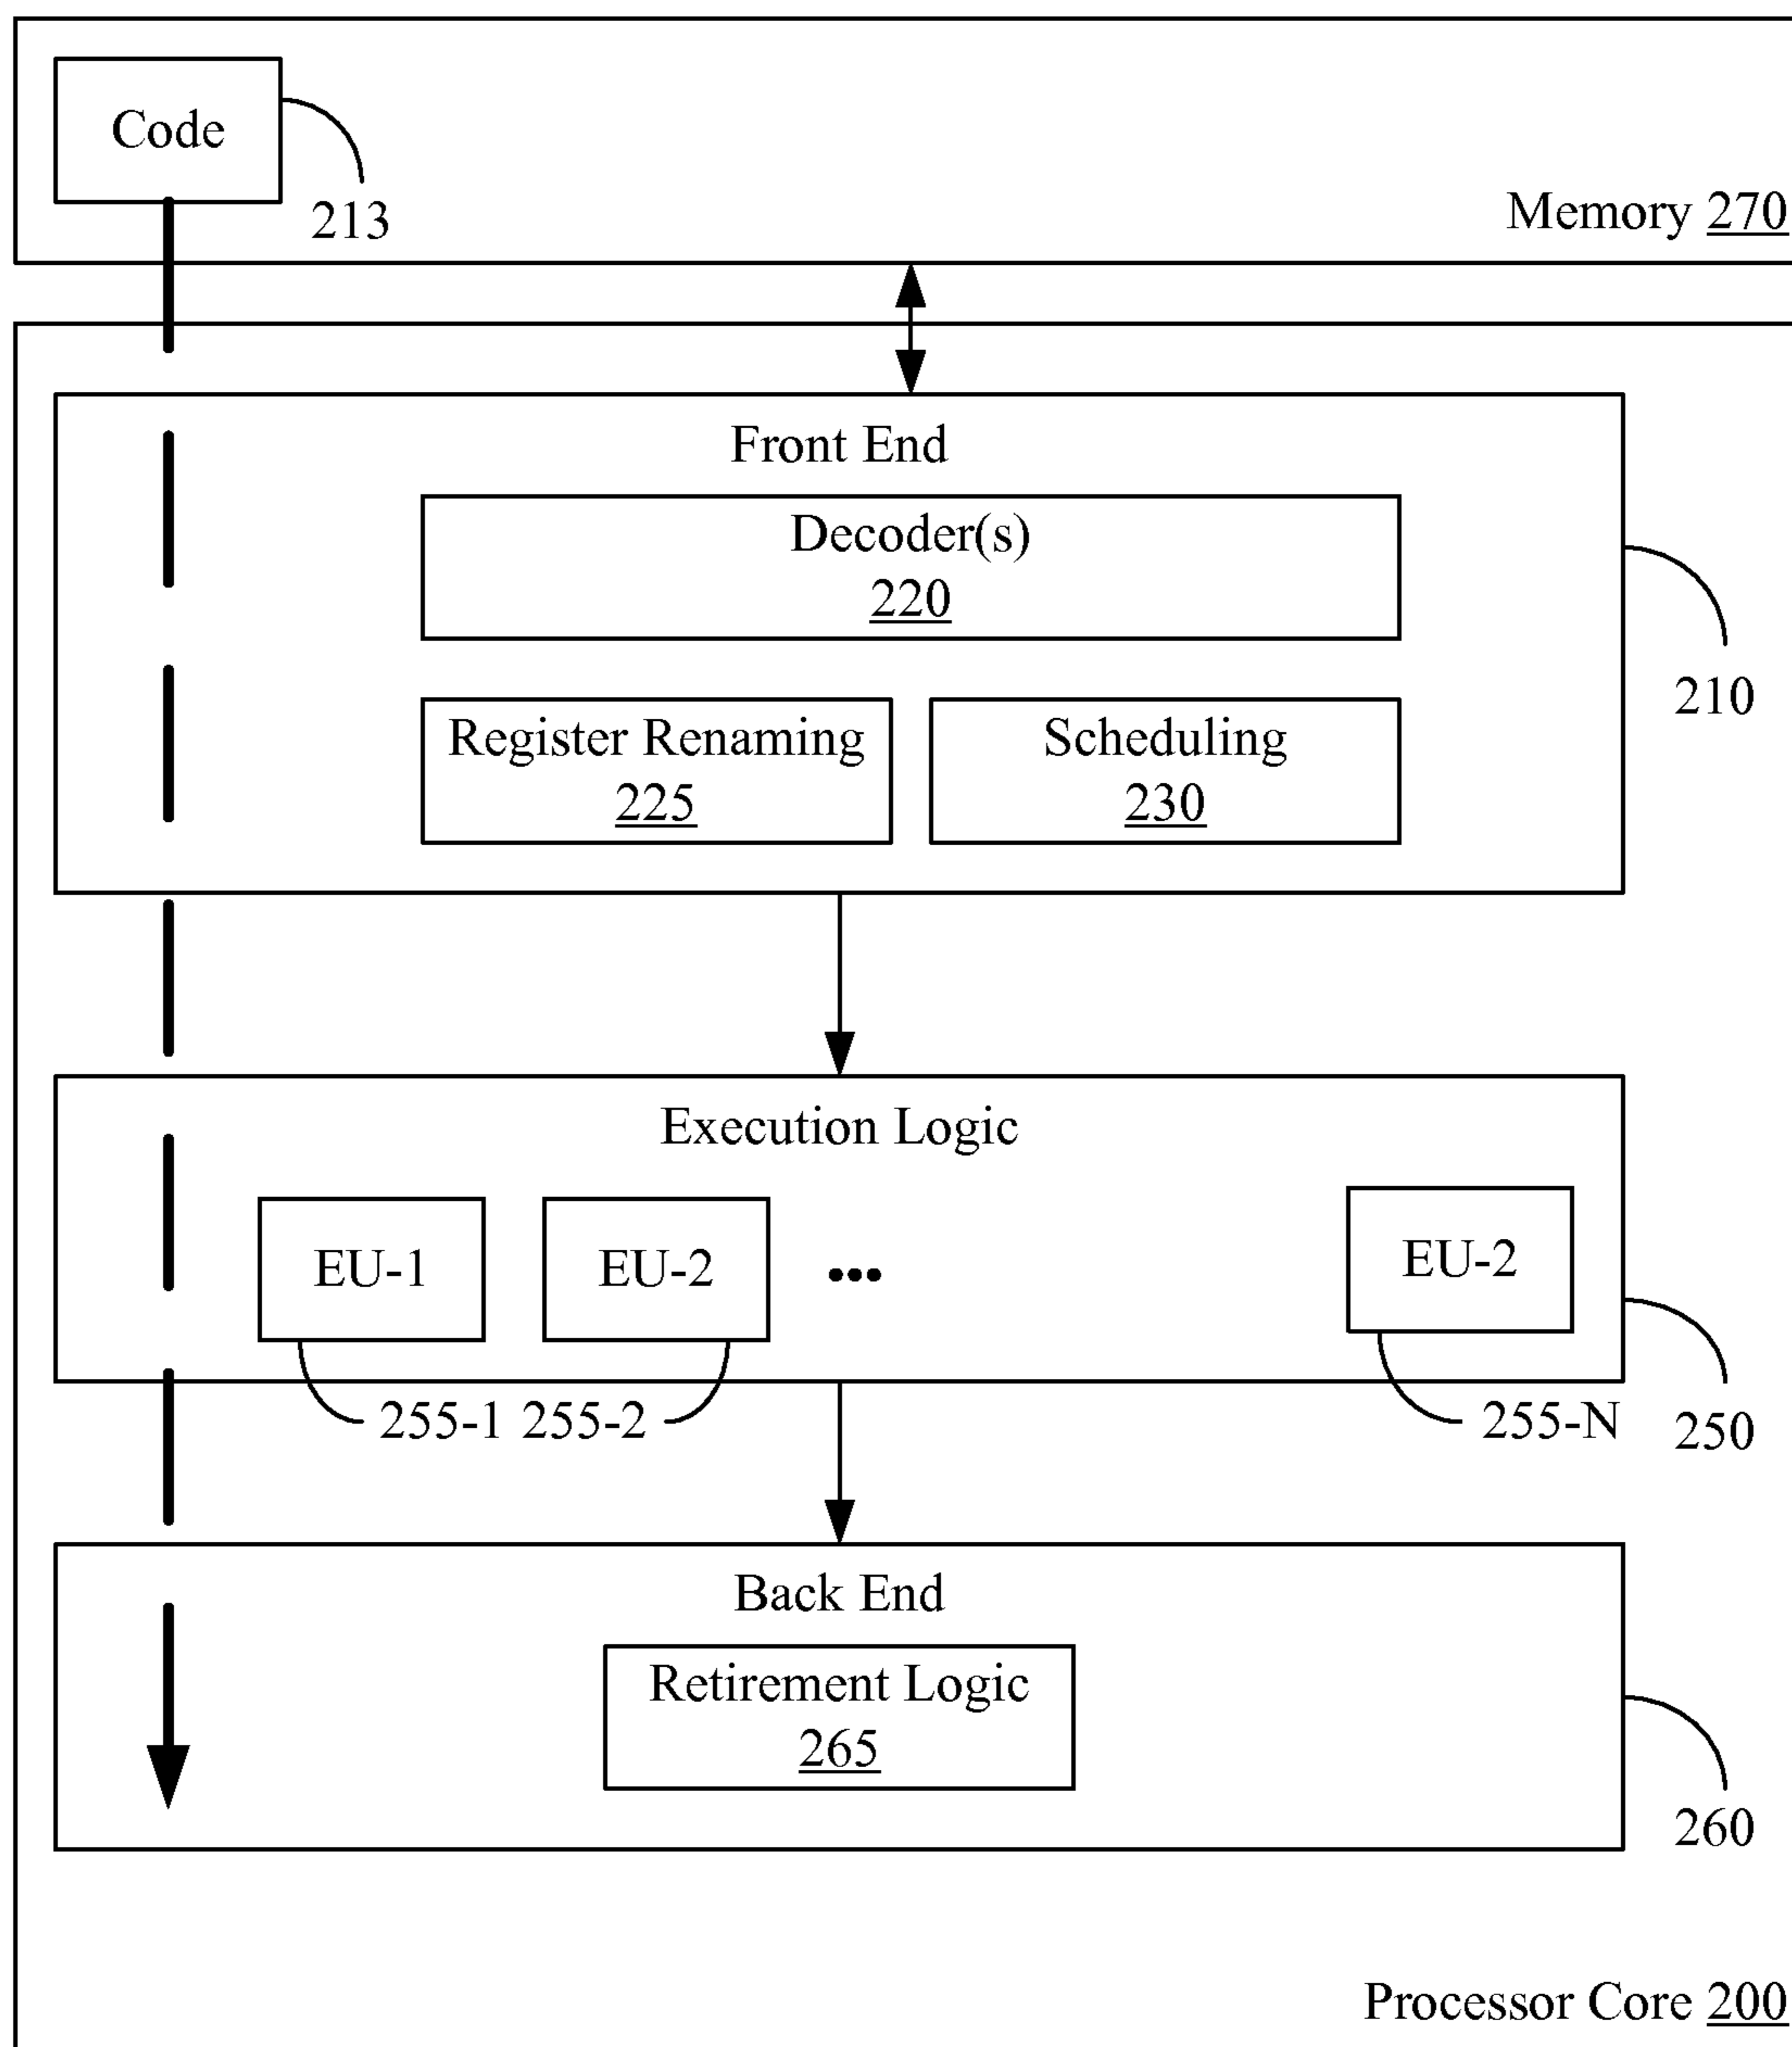 Code
213
Memory 270
Front End
Decoder(s)
220
210
Register Renaming
225
Scheduling
230
Execution Logic
EU-1
EU-2
•••
EU-2
255-1
255-2
255-N
250
Back End
Retirement Logic
265
260
Processor Core 200